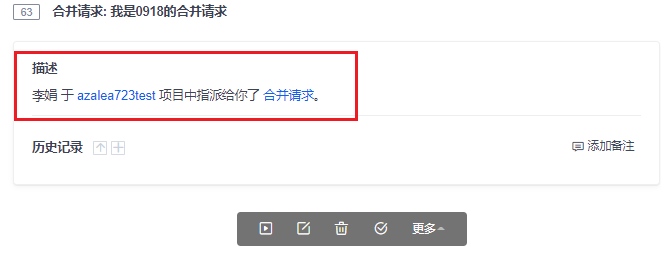 63 合并请求: 我是0918的合并请求
描述
李娟 于 azalea723test 项目中指派给你了 合并请求。
历史记录 添加备注
更多